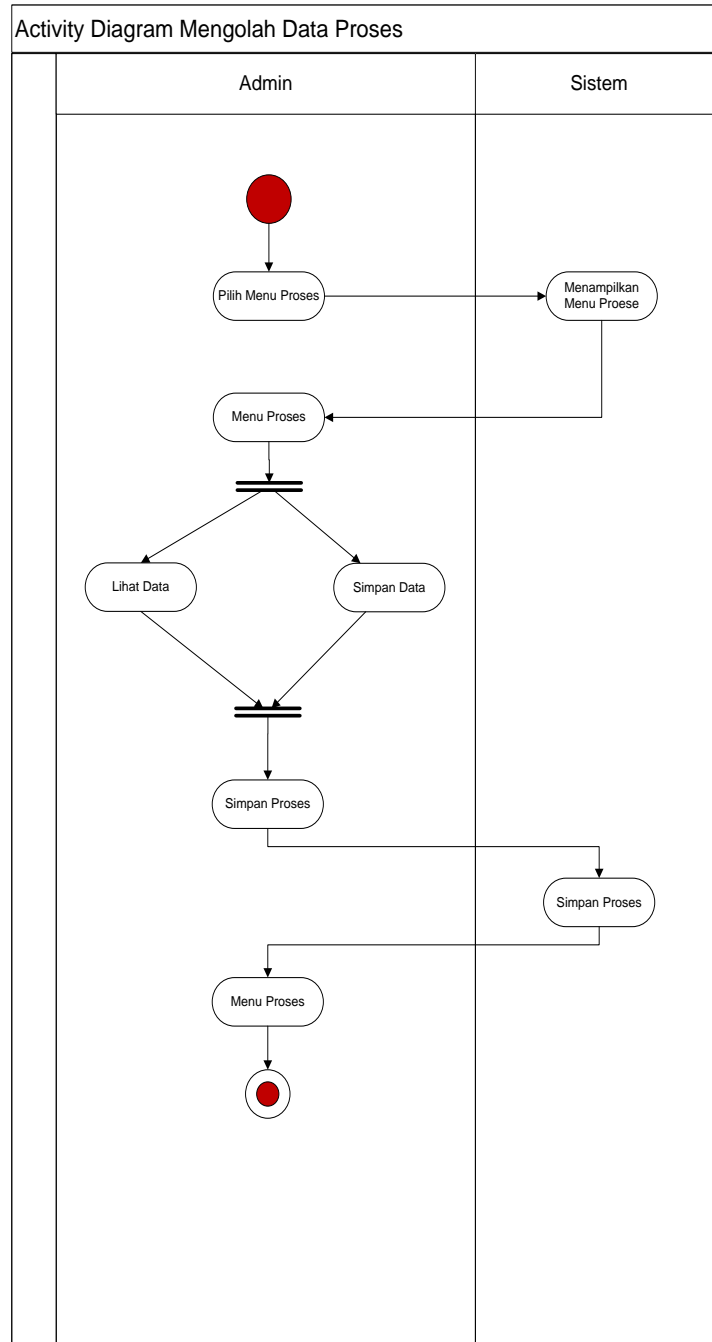 Activity Diagram Mengolah Data Proses
Admin
Sistem
Pilih Menu Proses
Menampilkan
Menu Proese
Menu Proses
Lihat Data
Simpan Data
Simpan Proses
Simpan Proses
Menu Proses